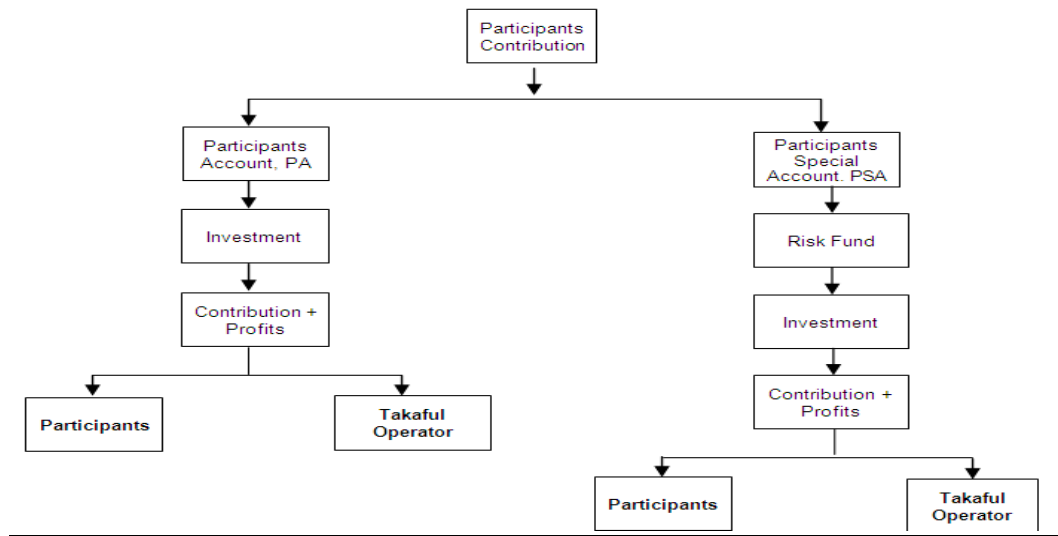 Participants
Contribution
Participants
Account, PA
Participants
Special
Account. PSA
Investment
Risk Fund
Contribution +
Profits
Investment
Participants
Takaful
Operator
Contribution +
Profits
Participants
Takaful
Operator